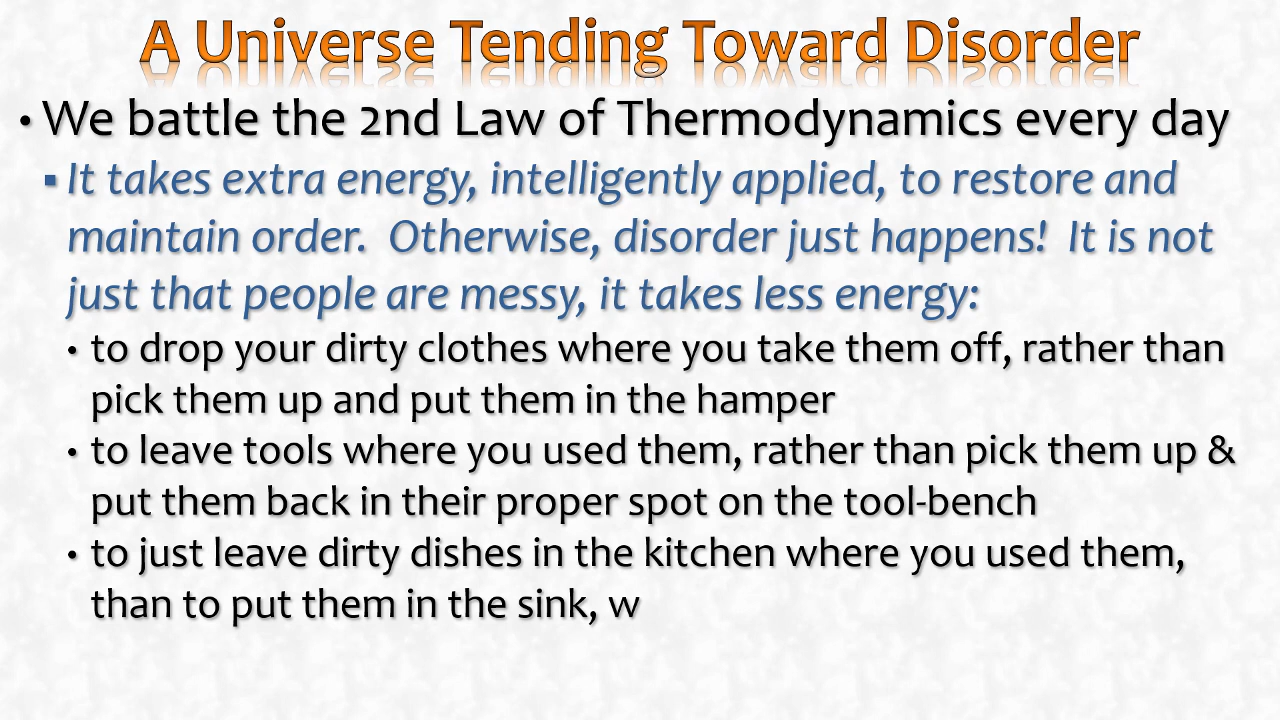 A Universe Tending Toward Disorder
• We battle the 2nd Law of Thermodynamics every day
▪ It takes extra energy, intelligently applied, to restore and
maintain order.  Otherwise, disorder just happens!  It is not
just that people are messy, it takes less energy:
• to drop your dirty clothes where you take them off, rather than
pick them up and put them in the hamper
• to leave tools where you used them, rather than pick them up &
put them back in their proper spot on the tool-bench
• to just leave dirty dishes in the kitchen where you used them,
than to put them in the sink, w